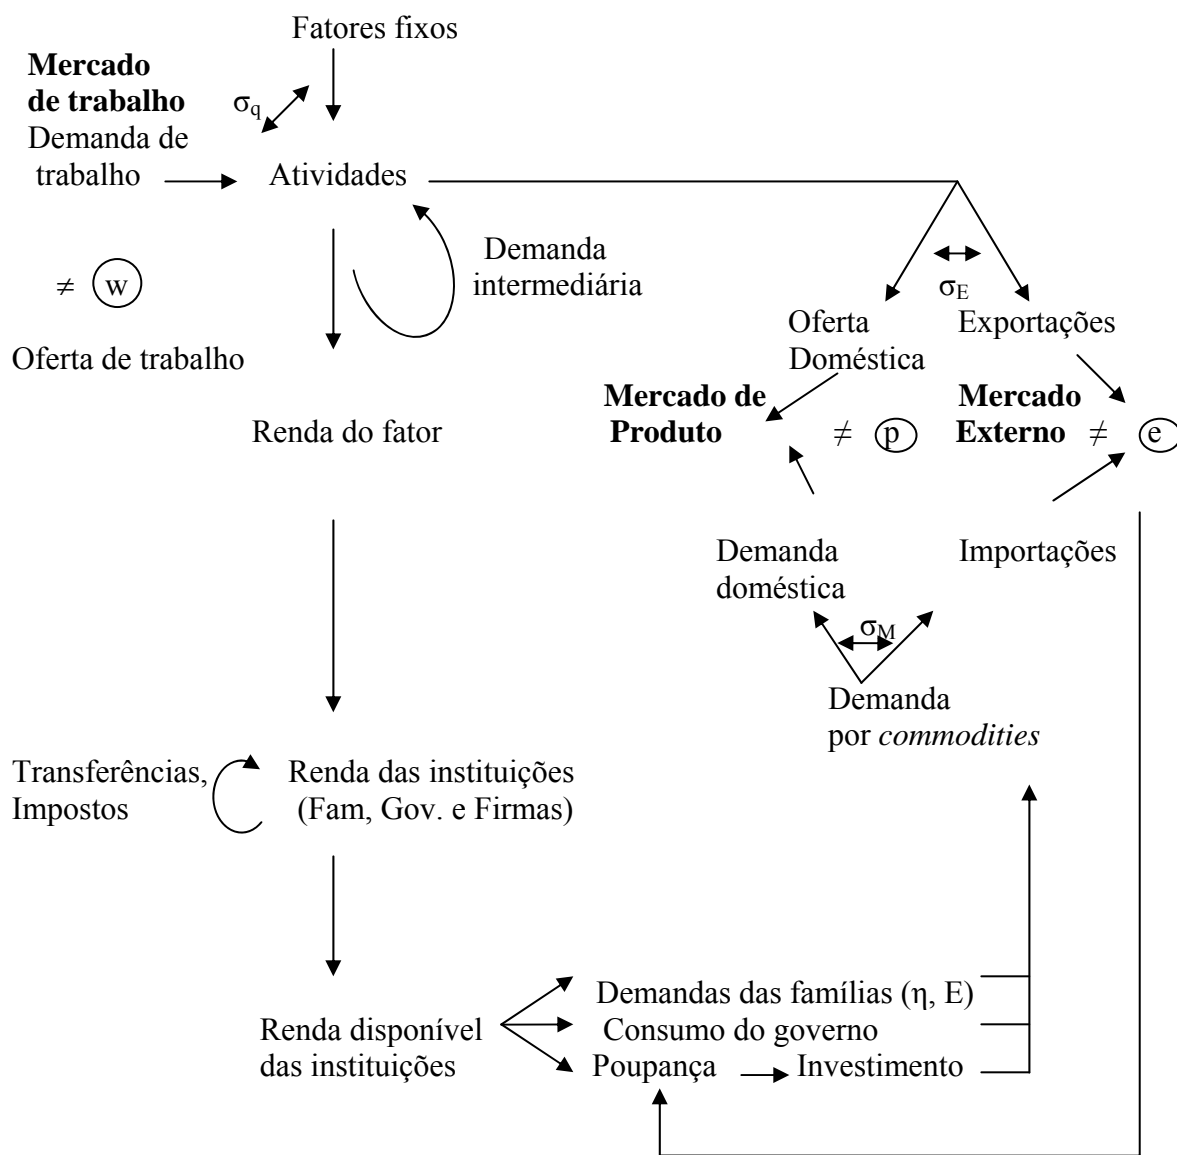 Fatores fixos
Mercado
de trabalho
σq
Demanda de
trabalho
Atividades
Demanda
intermediária
≠ w
Oferta de trabalho
σE
Oferta
Doméstica
Exportações
Mercado de
Produto ≠ p
Mercado
Externo ≠ e
Renda do fator
Demanda
doméstica
Importações
σM
Demanda
por commodities
Transferências,
Impostos
Renda das instituições
(Fam, Gov. e Firmas)
Renda disponível
das instituições
Demandas das famílias (η, E)
Consumo do governo
Poupança
Investimento